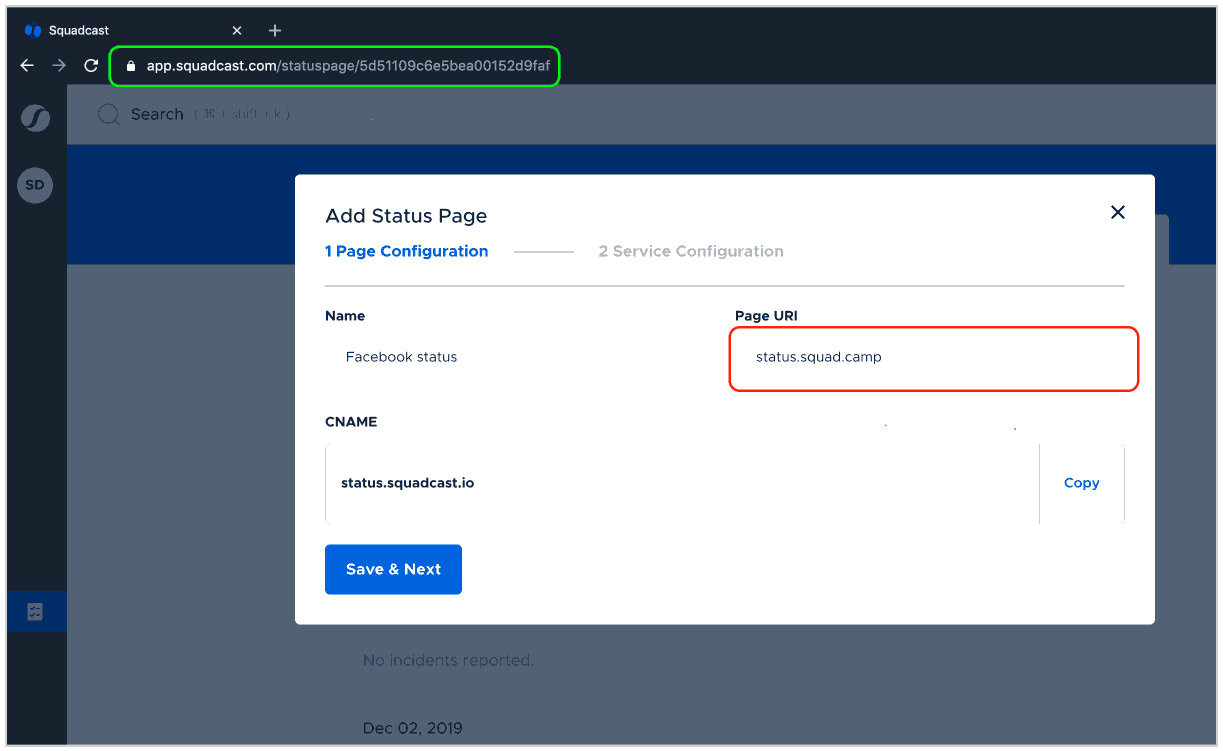 Squadcast
app.squadcast.com/statuspage/5d51109c6e5bea00152d9faf
Search ( ⌘ + shift + k )
SD
Add Status Page
1 Page Configuration
2 Service Configuration
Name
Page URI
Facebook status
status.squad.camp
CNAME
status.squadcast.io
Copy
Save & Next
No incidents reported.
Dec 02, 2019